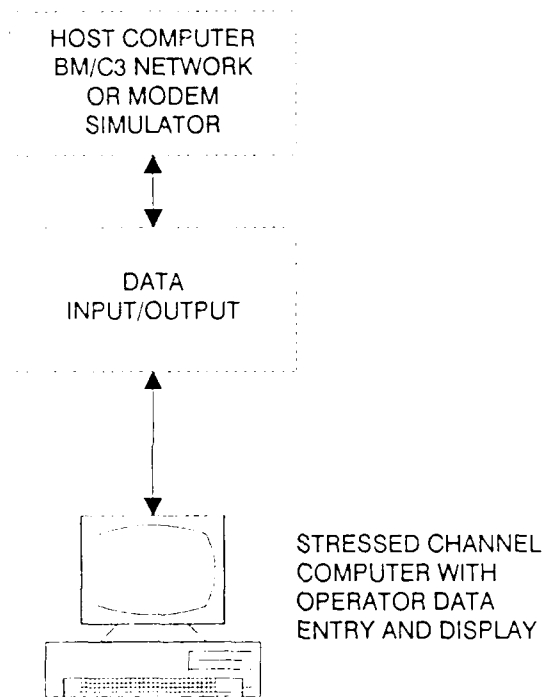 HOST COMPUTER
BM/C3 NETWORK
OR MODEM
SIMULATOR
DATA
INPUT/OUTPUT
STRESSED CHANNEL
COMPUTER WITH
OPERATOR DATA
ENTRY AND DISPLAY